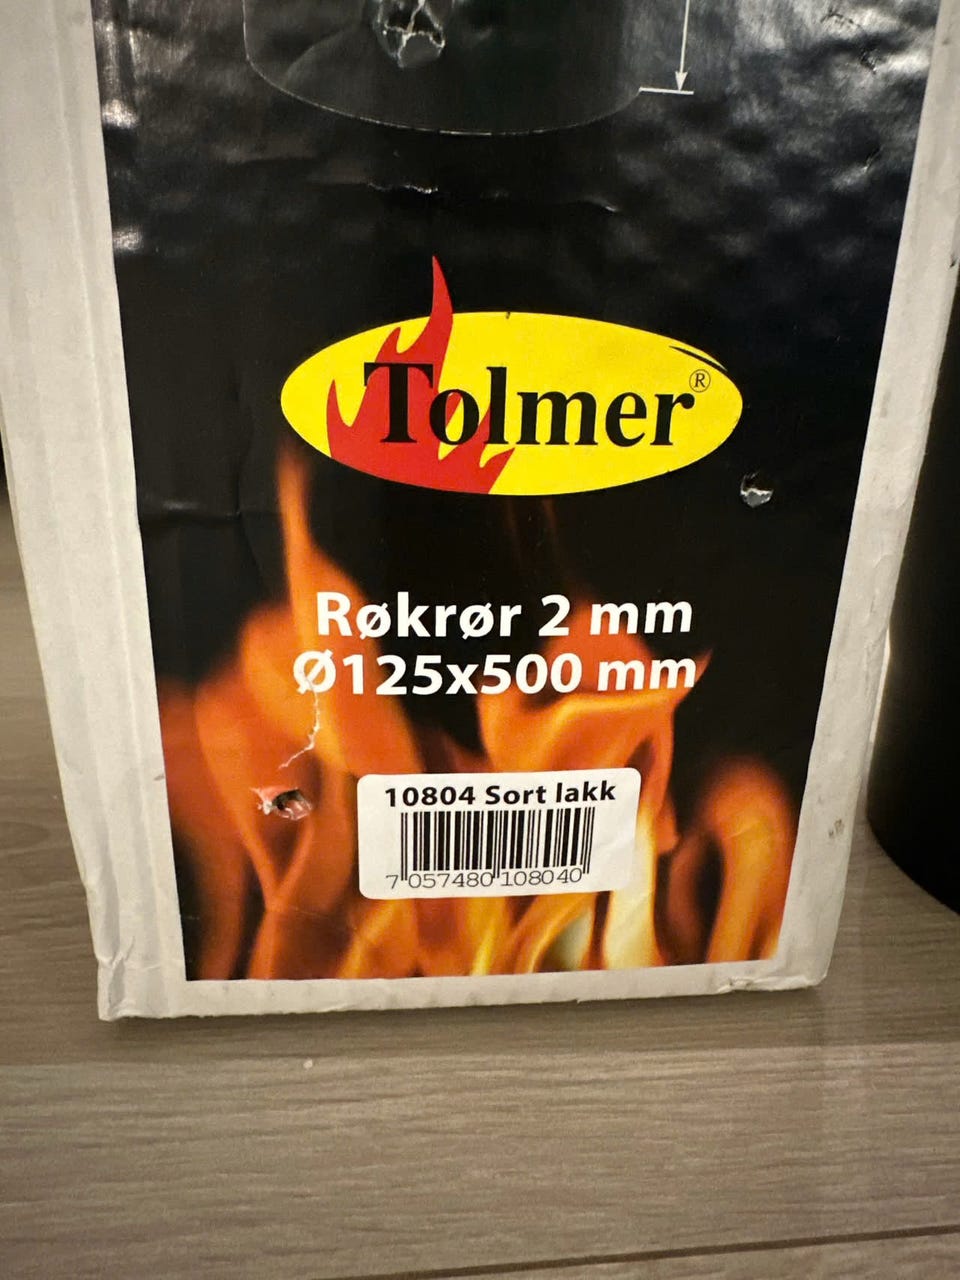 Tolmer®
Røkrør 2 mm
Ø125x500 mm
10804 Sort lakk
7 057480 108040